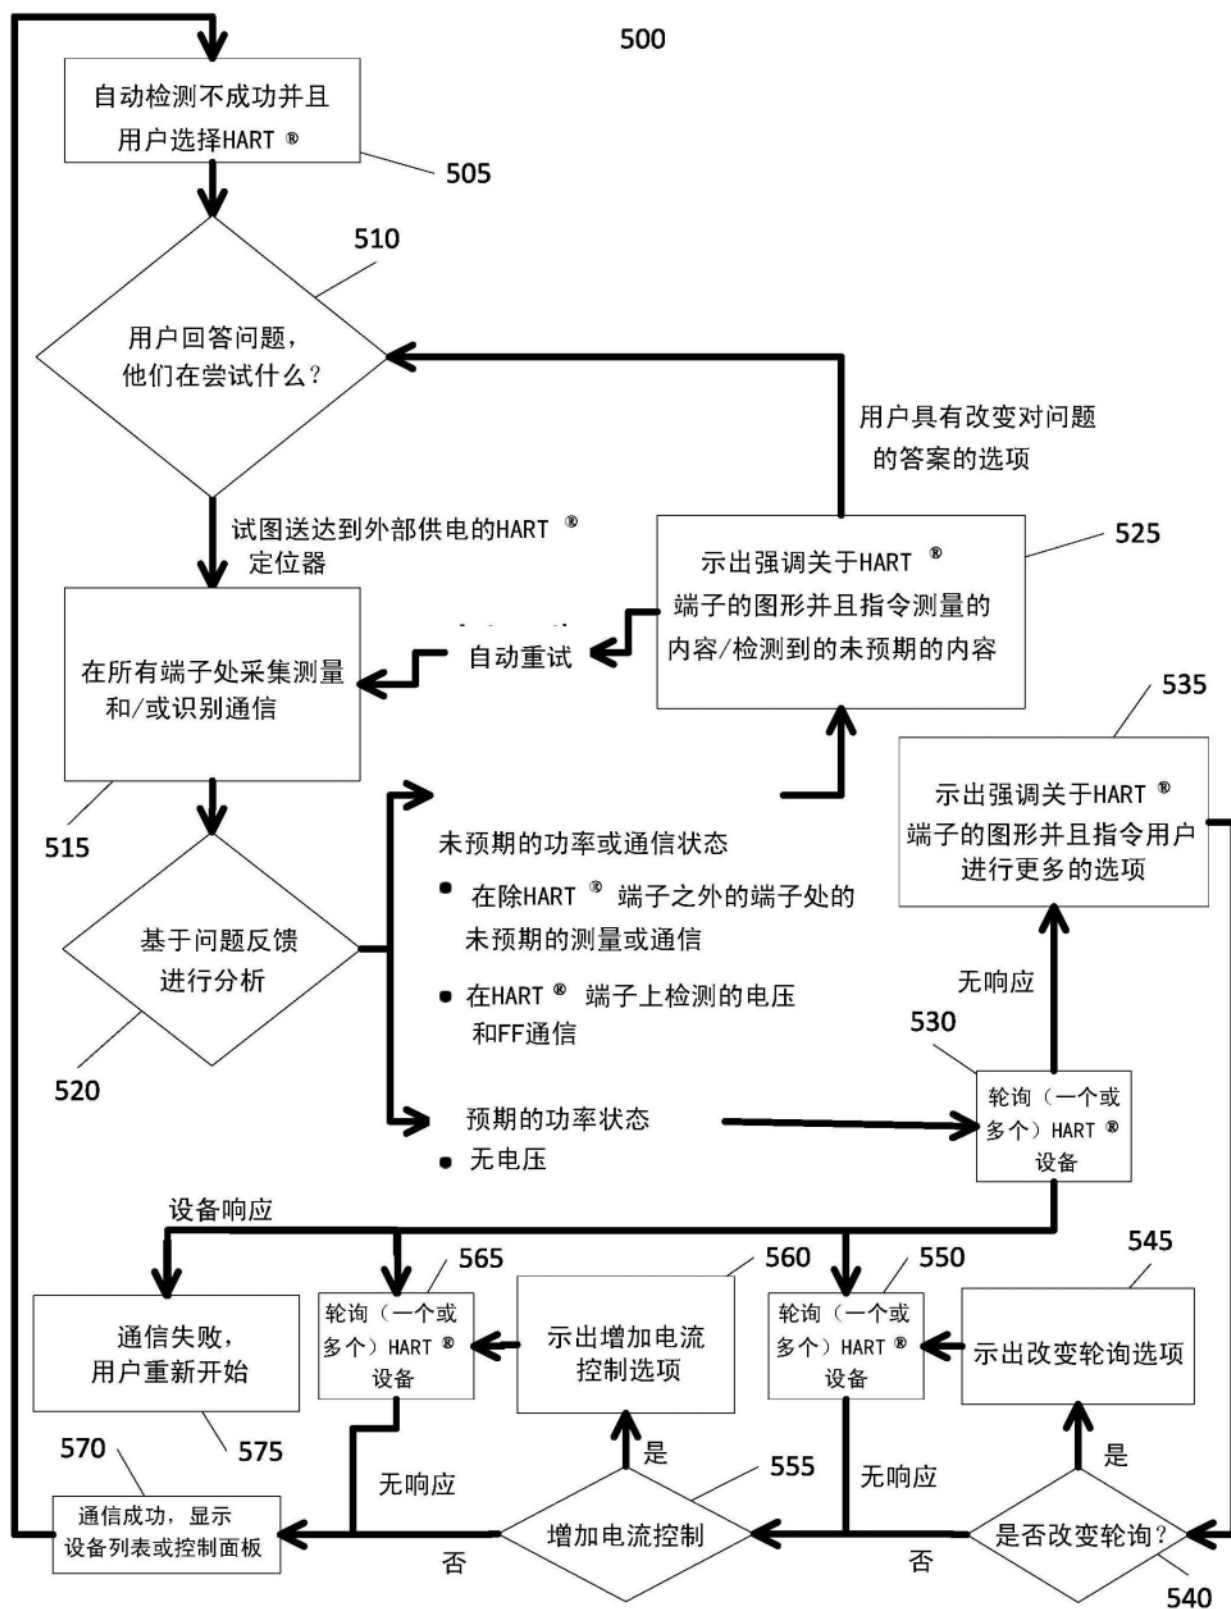 500
自动检测不成功并且
用户选择HART ®
505
510
用户回答问题，
他们在尝试什么？
用户具有改变对问题
的答案的选项
试图送达到外部供电的HART ®
定位器
525
示出强调关于HART ®
端子的图形并且指令测量的
内容/检测到的未预期的内容
自动重试
在所有端子处采集测量
和/或识别通信
515
535
示出强调关于HART ®
端子的图形并且指令用户
进行更多的选项
基于问题反馈
进行分析
520
未预期的功率或通信状态
• 在除HART ® 端子之外的端子处的
未预期的测量或通信
• 在HART ® 端子上检测的电压
和FF通信
无响应
530
预期的功率状态
• 无电压
轮询（一个或
多个）HART ®
设备
设备响应
565
560
550
545
通信失败，
用户重新开始
575
轮询（一个或
多个）HART ®
设备
示出增加电流
控制选项
轮询（一个或
多个）HART ®
设备
示出改变轮询选项
570
无响应
是
555
无响应
是
通信成功，显示
设备列表或控制面板
否
增加电流控制
否
是否改变轮询？
540